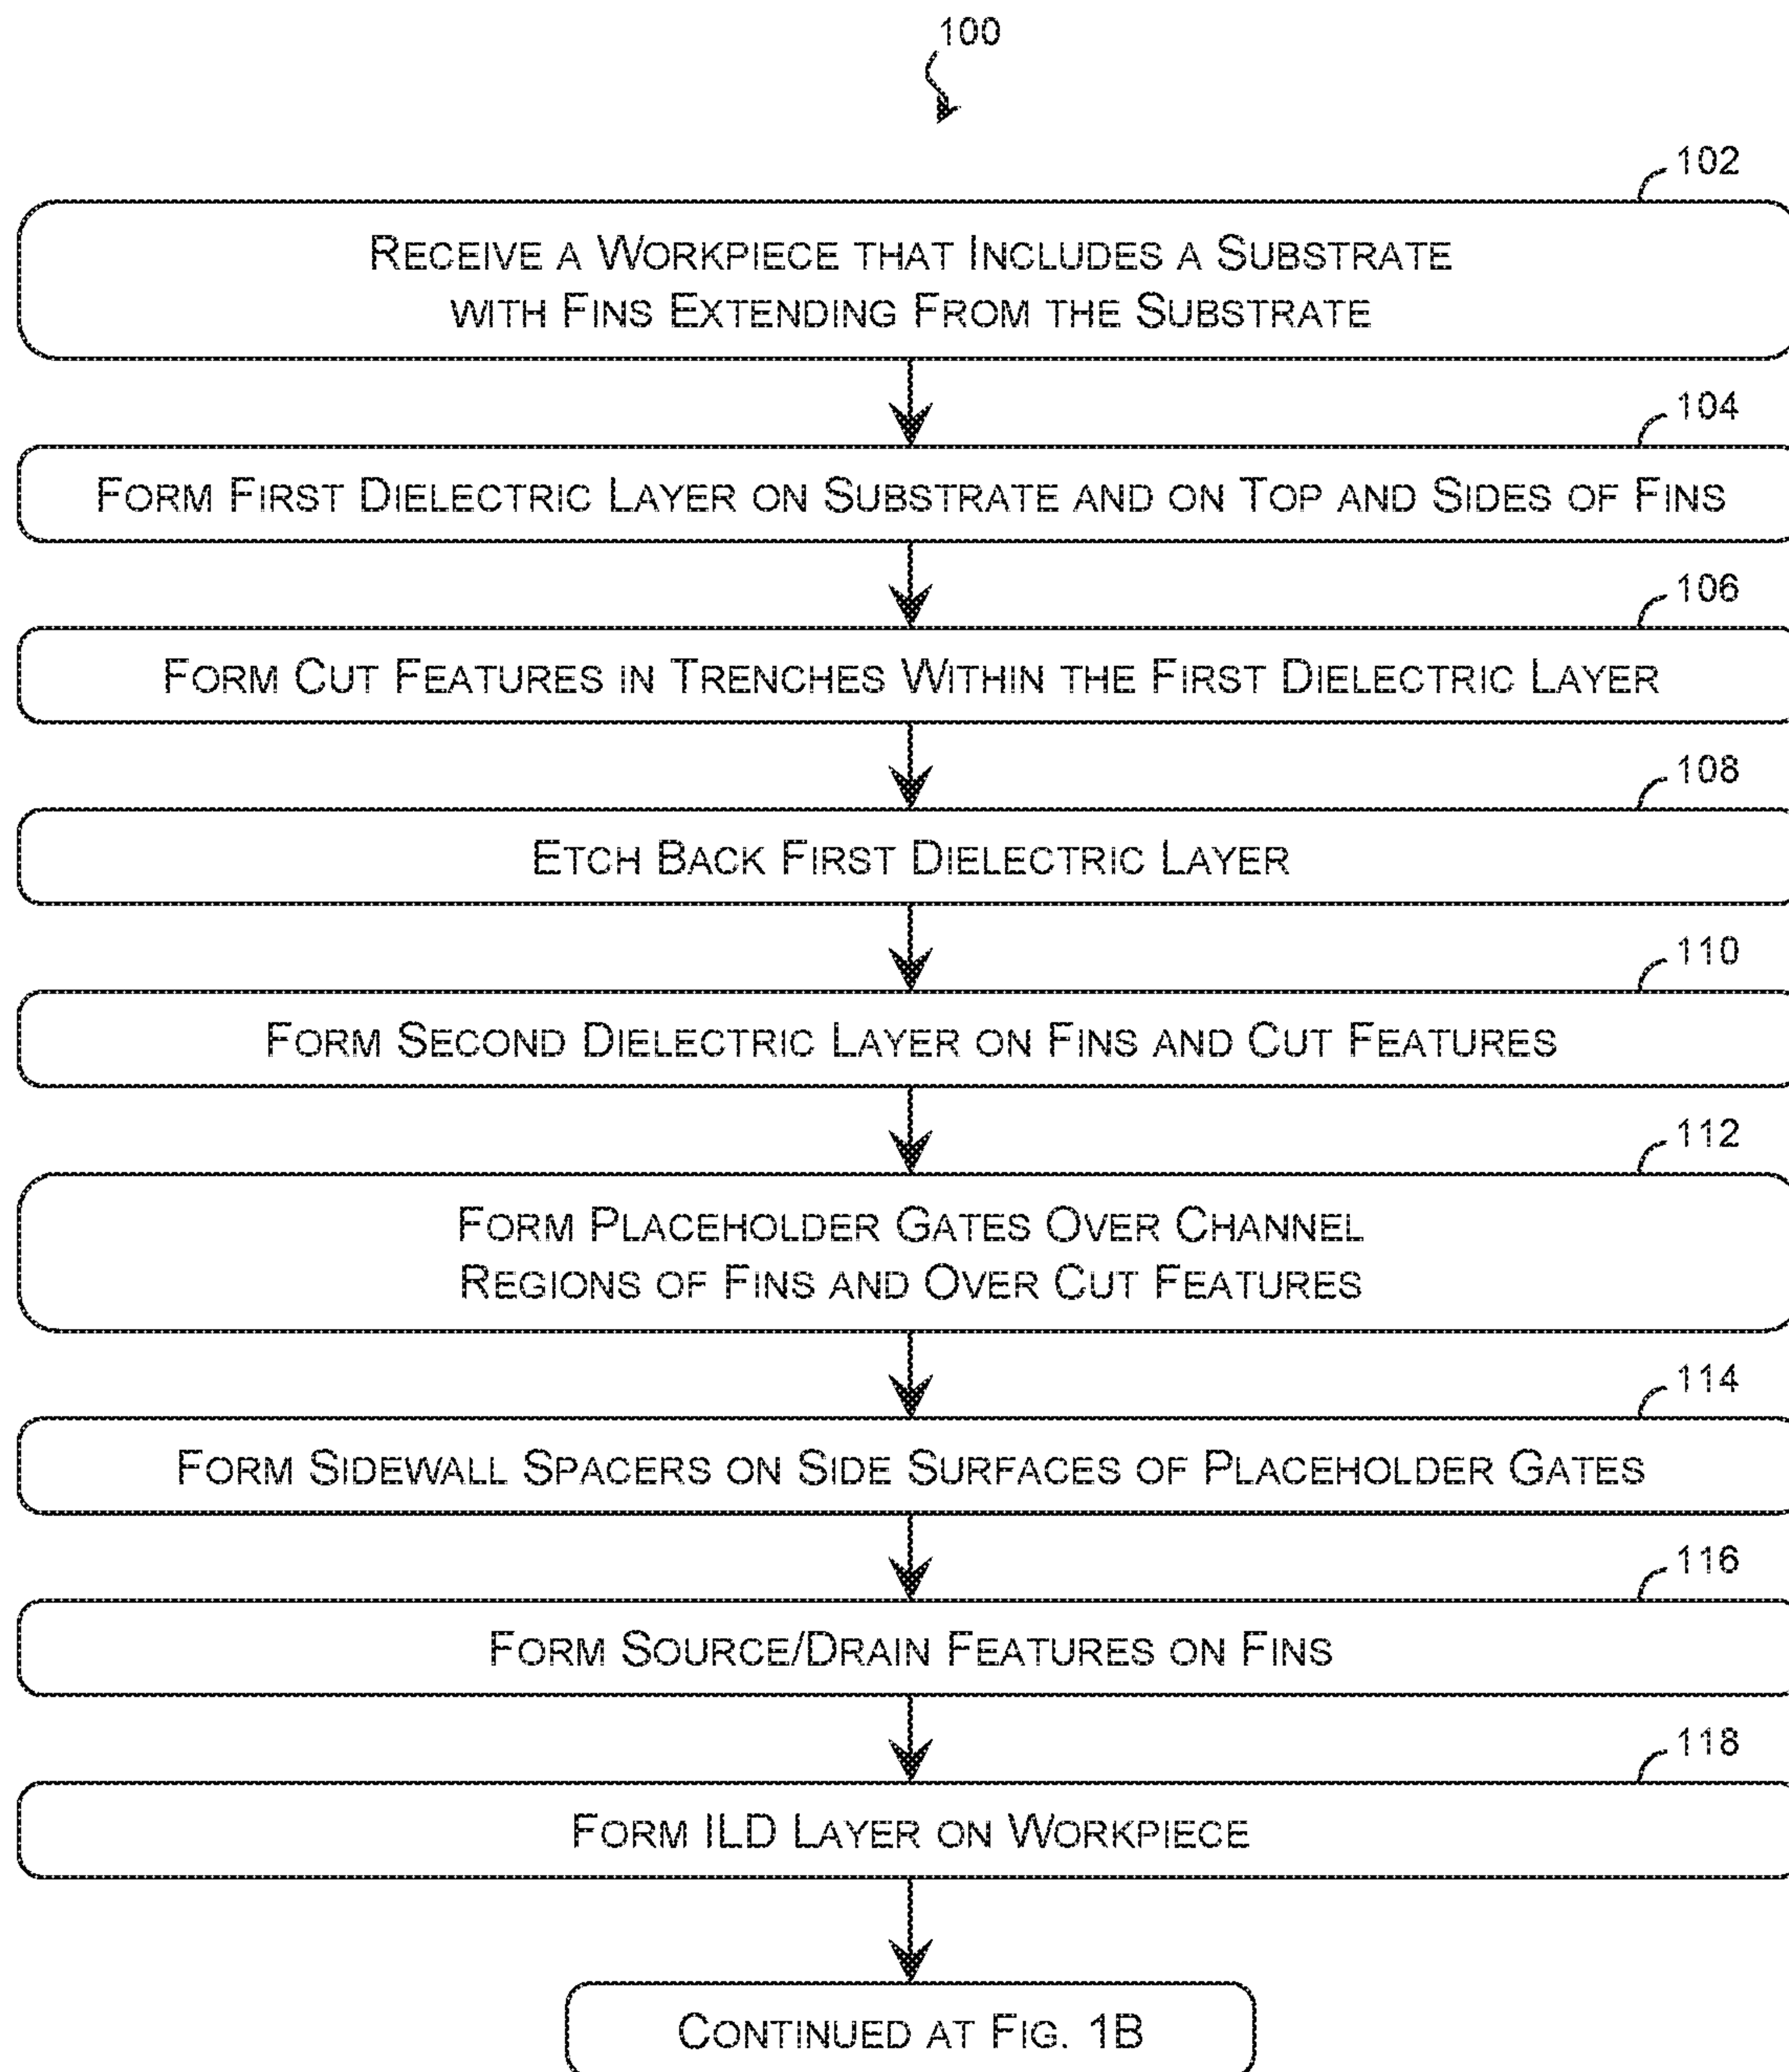 100
102
RECEIVE A WORKPIECE THAT INCLUDES A SUBSTRATE
WITH FINS EXTENDING FROM THE SUBSTRATE
104
FORM FIRST DIELECTRIC LAYER ON SUBSTRATE AND ON TOP AND SIDES OF FINS
106
FORM CUT FEATURES IN TRENCHES WITHIN THE FIRST DIELECTRIC LAYER
108
ETCH BACK FIRST DIELECTRIC LAYER
110
FORM SECOND DIELECTRIC LAYER ON FINS AND CUT FEATURES
112
FORM PLACEHOLDER GATES OVER CHANNEL
REGIONS OF FINS AND OVER CUT FEATURES
114
FORM SIDEWALL SPACERS ON SIDE SURFACES OF PLACEHOLDER GATES
116
FORM SOURCE/DRAIN FEATURES ON FINS
118
FORM ILD LAYER ON WORKPIECE
CONTINUED AT FIG. 1B